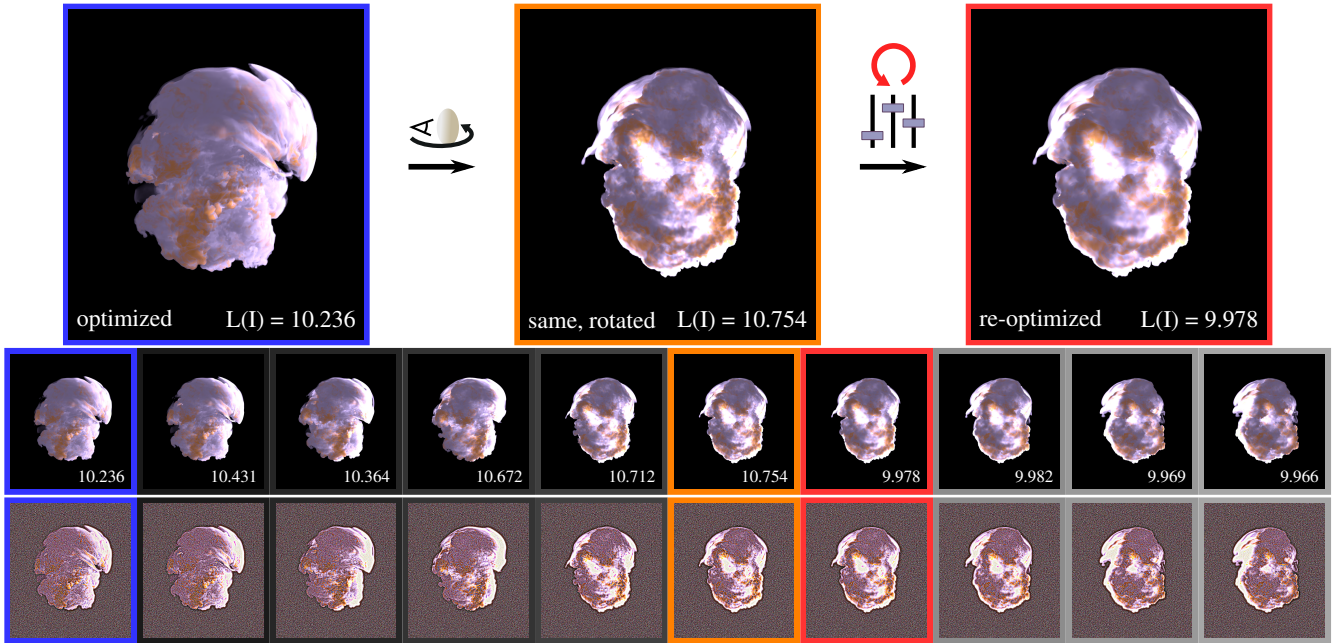 optimized L(I) = 10.236
same, rotated L(I) = 10.754
re-optimized L(I) = 9.978
10.236 10.431 10.364 10.672 10.712 10.754 9.978 9.982 9.969 9.966